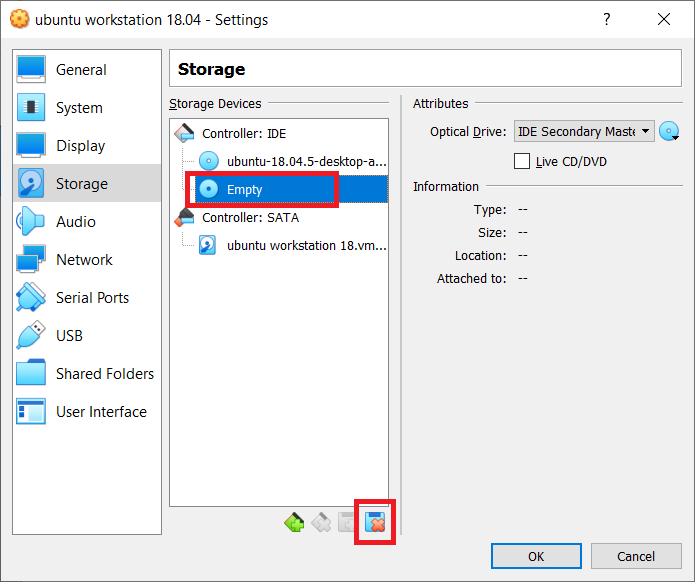 ubuntu workstation 18.04 - Settings
?
General
System
Display
Storage
Audio
Network
Serial Ports
USB
Shared Folders
User Interface
Storage
Storage Devices
Controller: IDE
ubuntu-18.04.5-desktop-a...
Empty
Controller: SATA
ubuntu workstation 18.vm...
Attributes
Optical Drive: IDE Secondary Maste
Live CD/DVD
Information
Type: --
Size: --
Location: --
Attached to: --
OK
Cancel